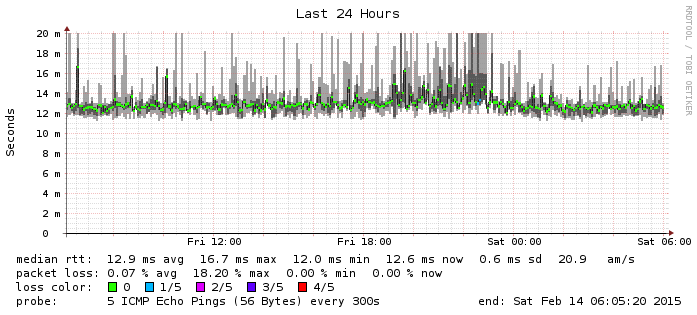 Last 24 Hours
RRDTOOL / TOBI OETIKER
Seconds
20 m
18 m
16 m
14 m
12 m
10 m
8 m
6 m
4 m
2 m
0
Fri 12:00 Fri 18:00 Sat 00:00 Sat 06:00
median rtt: 12.9 ms avg 16.7 ms max 12.0 ms min 12.6 ms now 0.6 ms sd 20.9 am/s
packet loss: 0.07 % avg 18.20 % max 0.00 % min 0.00 % now
loss color: 0 1/5 2/5 3/5 4/5
probe: 5 ICMP Echo Pings (56 Bytes) every 300s end: Sat Feb 14 06:05:20 2015